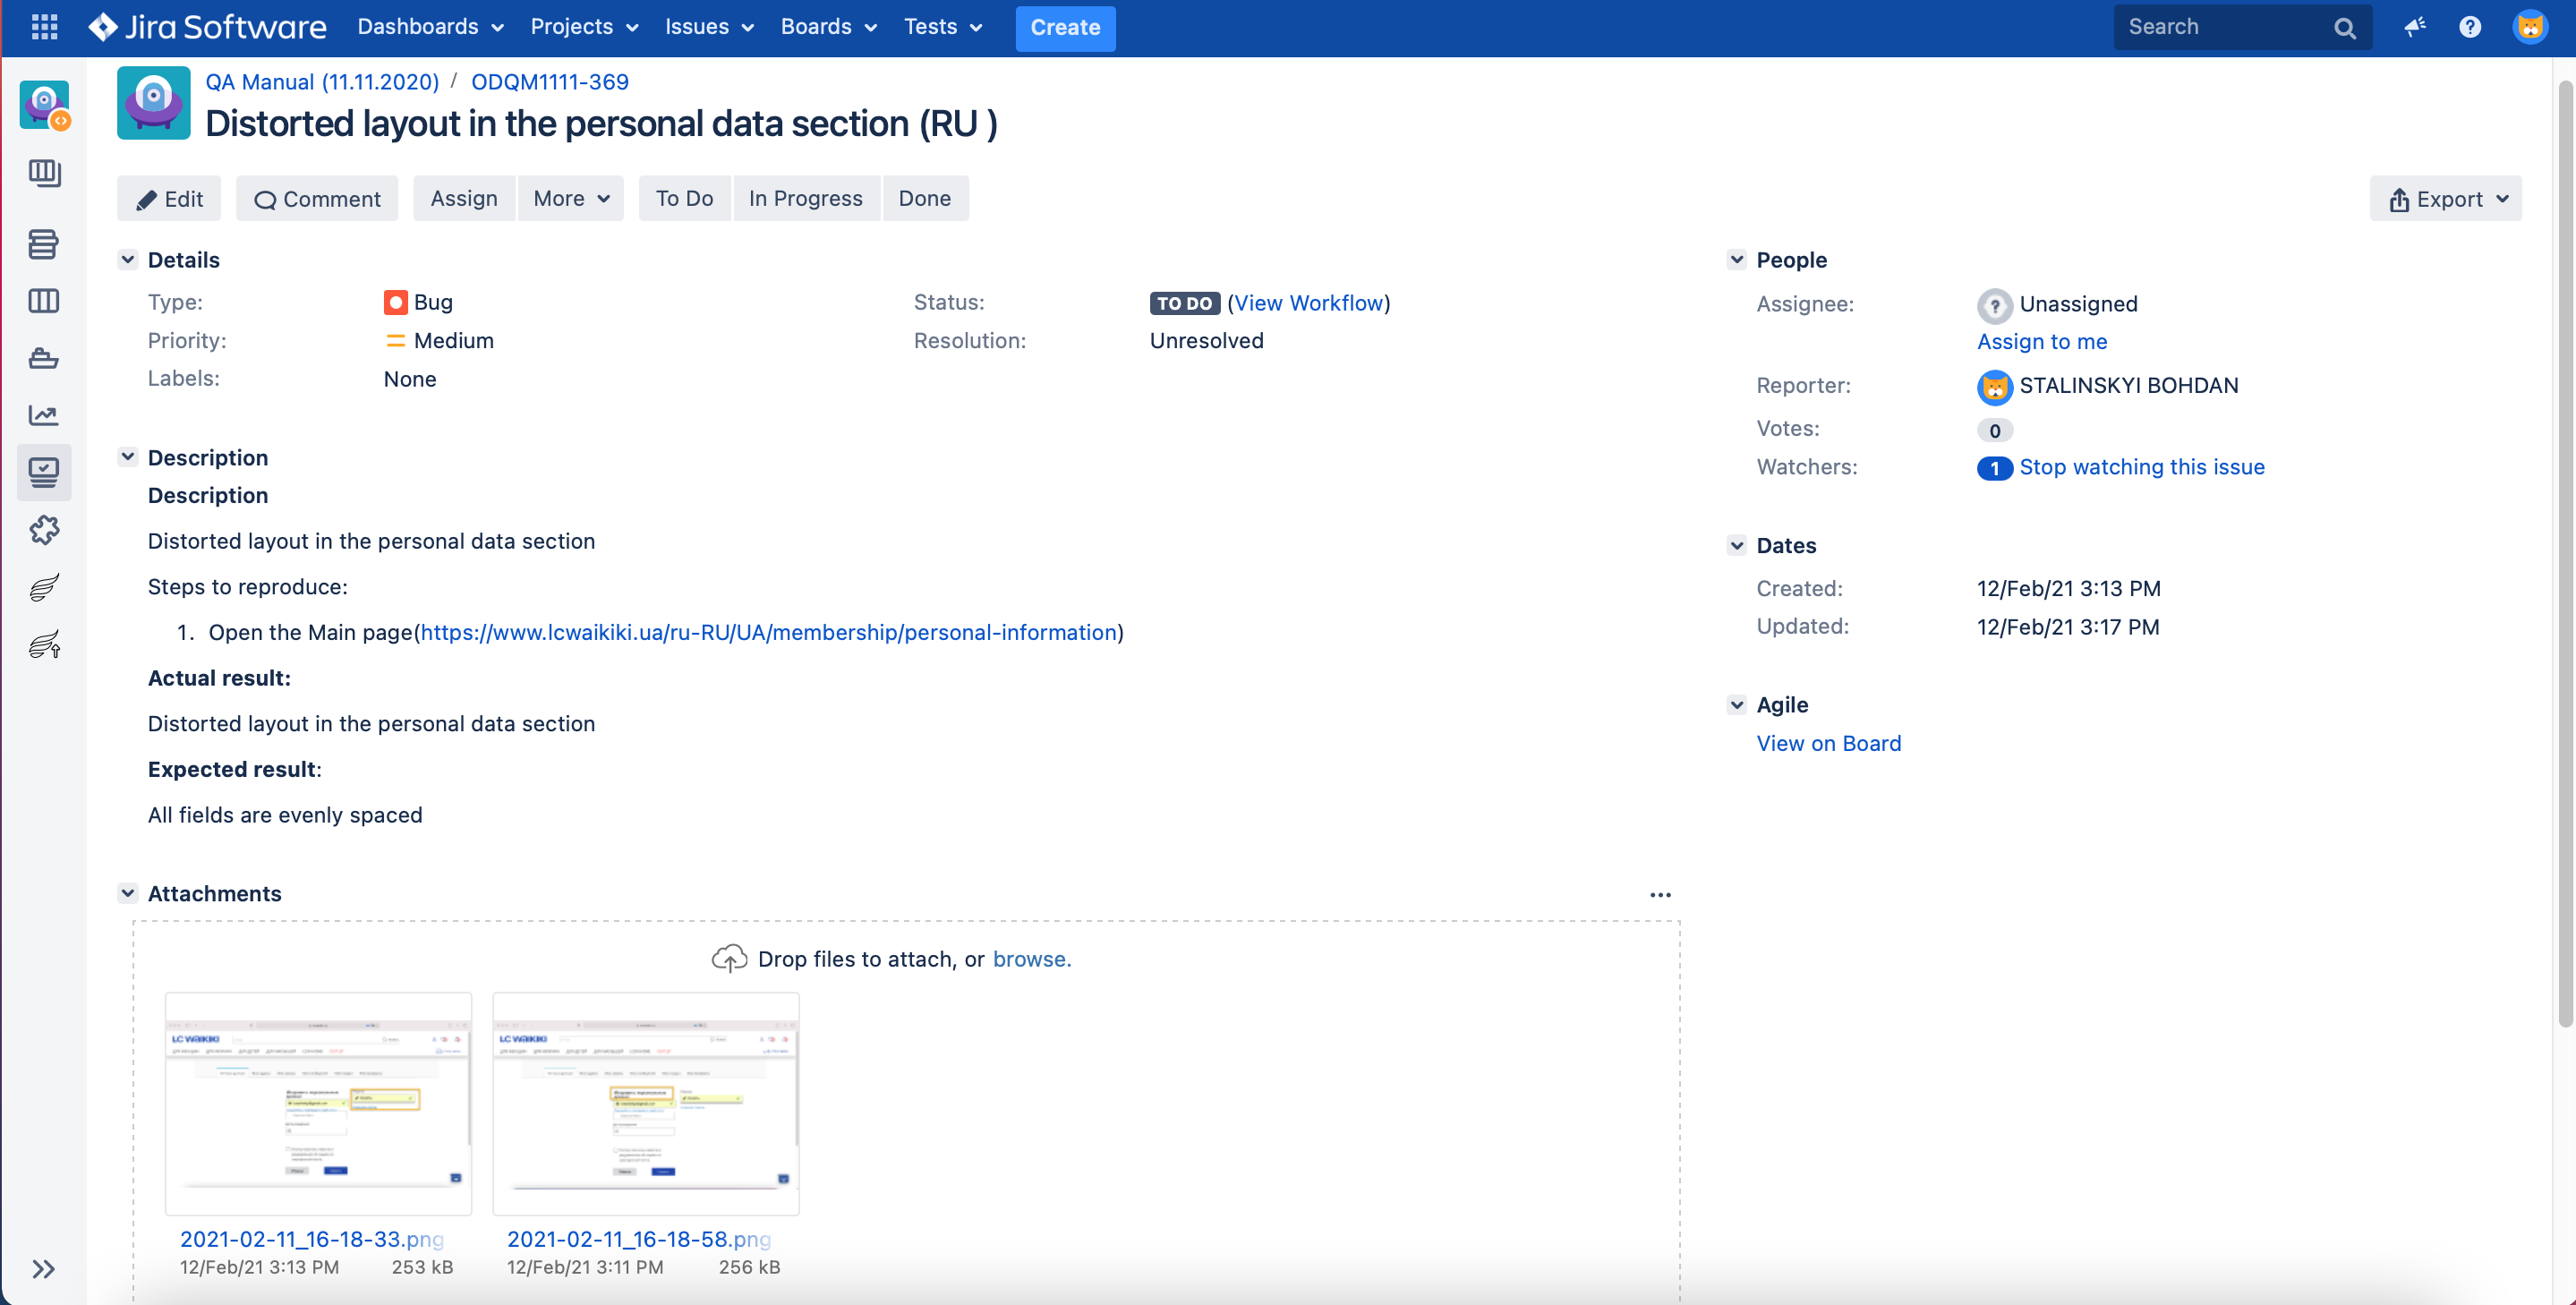 Jira Software Dashboards Projects Issues Boards Tests Create Search
QA Manual (11.11.2020) / ODQM1111-369
Distorted layout in the personal data section (RU )
Edit Comment Assign More To Do In Progress Done Export
Details
Type: Bug Status: TO DO (View Workflow)
Priority: Medium Resolution: Unresolved
Labels: None
Description
Description
Distorted layout in the personal data section
Steps to reproduce:
1. Open the Main page(https://www.lcwaikiki.ua/ru-RU/UA/membership/personal-information)
Actual result:
Distorted layout in the personal data section
Expected result:
All fields are evenly spaced
Attachments
Drop files to attach, or browse.
LC WAIKIKI LC WAIKIKI
2021-02-11_16-18-33.png 2021-02-11_16-18-58.png
12/Feb/21 3:13 PM 253 kB 12/Feb/21 3:11 PM 256 kB
People
Assignee: Unassigned
Assign to me
Reporter: STALINSKYI BOHDAN
Votes: 0
Watchers: 1 Stop watching this issue
Dates
Created: 12/Feb/21 3:13 PM
Updated: 12/Feb/21 3:17 PM
Agile
View on Board